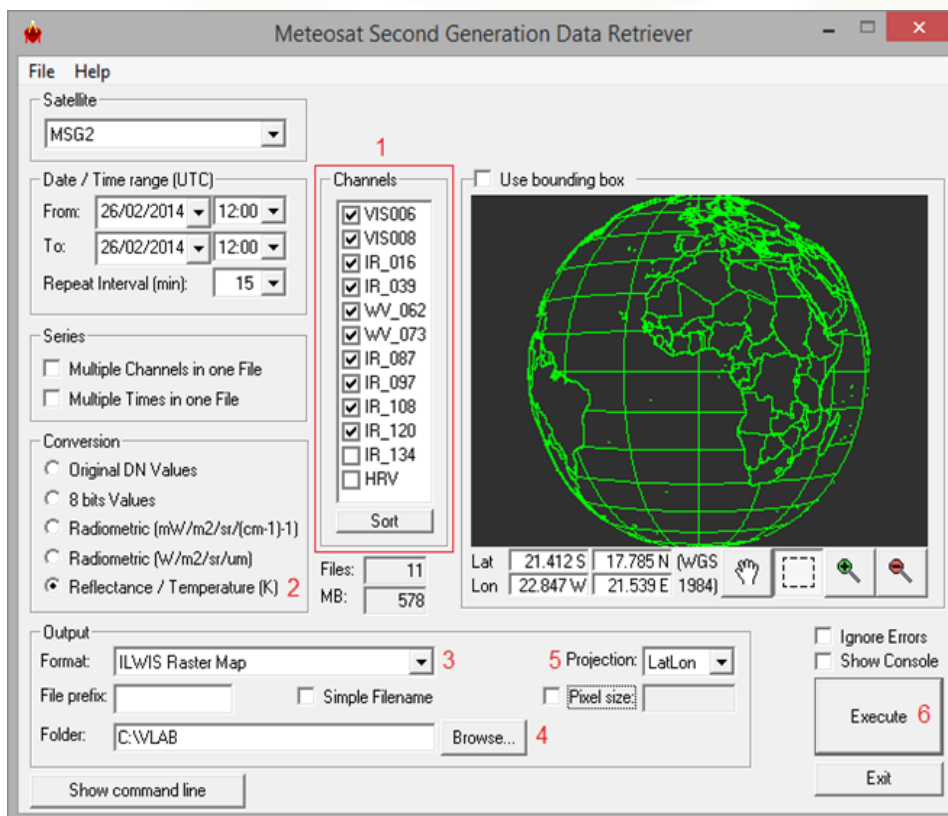 Meteosat Second Generation Data Retriever
File Help
Satellite
MSG2
Date / Time range (UTC)
From: 26/02/2014 12:00
To: 26/02/2014 12:00
Repeat Interval (min): 15
Series
Multiple Channels in one File
Multiple Times in one File
Conversion
Original DN Values
8 bits Values
Radiometric (mW/m2/sr/(cm-1)-1)
Radiometric (W/m2/sr/um)
Reflectance / Temperature (K) 2
1
Channels
VIS006
VIS008
IR_016
IR_039
WV_062
WV_073
IR_087
IR_097
IR_108
IR_120
IR_134
HRV
Sort
Files: 11
MB: 578
Use bounding box
Lat 21.412 S 17.785 N (WGS
Lon 22.847 W 21.539 E 1984)
Output
Format: ILWIS Raster Map 3
5 Projection: LatLon
File prefix: Simple Filename
Pixel size:
Folder: C:\VLAB Browse... 4
Ignore Errors
Show Console
Execute 6
Exit
Show command line